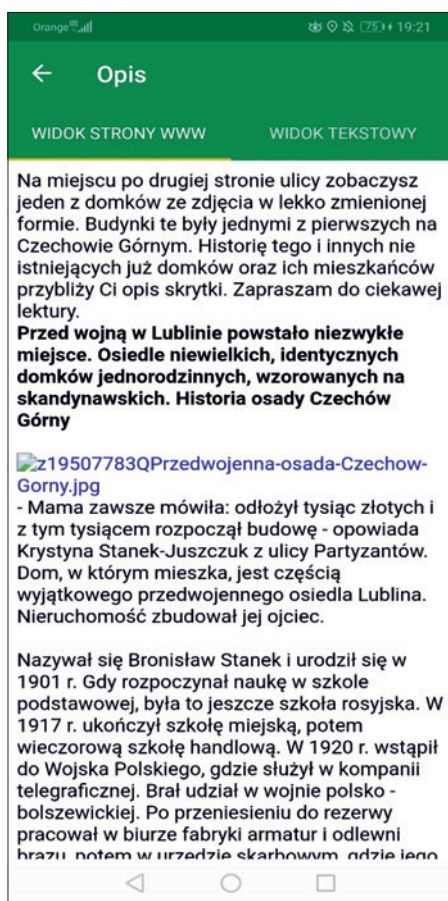 Orange
75 19:21
Opis
WIDOK STRONY WWW WIDOK TEKSTOWY
Na miejscu po drugiej stronie ulicy zobaczysz
jeden z domków ze zdjęcia w lekko zmienionej
formie. Budynki te były jednymi z pierwszych na
Czechowie Górnym. Historię tego i innych nie
istniejących już domków oraz ich mieszkańców
przybliży Ci opis skrytki. Zapraszam do ciekawej
lektury.
Przed wojną w Lublinie powstało niezwykłe
miejsce. Osiedle niewielkich, identycznych
domków jednorodzinnych, wzorowanych na
skandynawskich. Historia osady Czechów
Górny
z19507783QPrzedwojenna-osada-Czechow-
Gorny.jpg
- Mama zawsze mówiła: odłożył tysiąc złotych i
z tym tysiącem rozpoczął budowę - opowiada
Krystyna Stanek-Juszczuk z ulicy Partyzantów.
Dom, w którym mieszka, jest częścią
wyjątkowego przedwojennego osiedla Lublina.
Nieruchomość zbudował jej ojciec.
Nazywał się Bronisław Stanek i urodził się w
1901 r. Gdy rozpoczynał naukę w szkole
podstawowej, była to jeszcze szkoła rosyjska. W
1917 r. ukończył szkołę miejską, potem
wieczorową szkołę handlową. W 1920 r. wstąpił
do Wojska Polskiego, gdzie służył w kompanii
telegraficznej. Brał udział w wojnie polsko -
bolszewickiej. Po przeniesieniu do rezerwy
pracował w biurze fabryki armatur i odlewni
brązu, potem w urzędzie skarbowym, gdzie jego